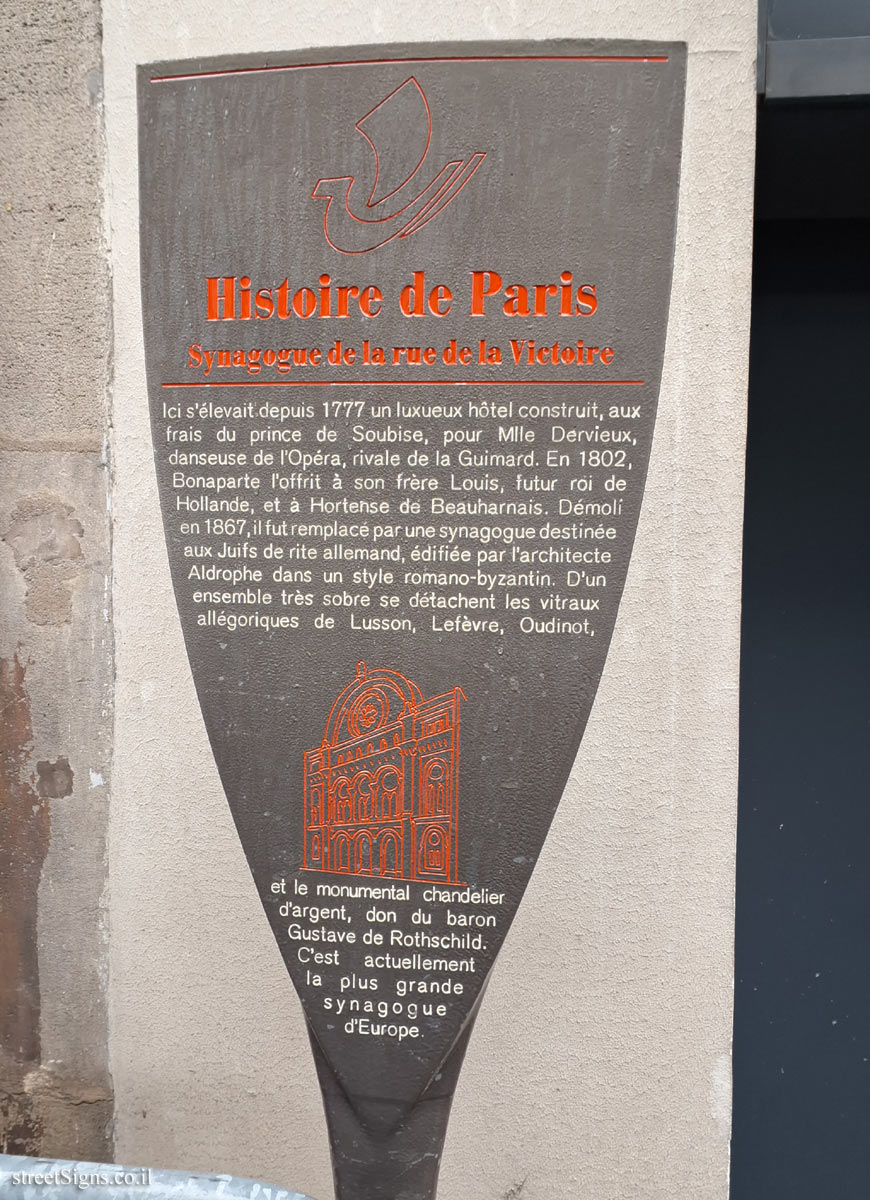 Histoire de Paris
Synagogue de la rue de la Victoire
Ici s'élevait depuis 1777 un luxueux hôtel construit, aux
frais du prince de Soubise, pour Mlle Dervieux,
danseuse de l'Opéra, rivale de la Guimard. En 1802,
Bonaparte l'offrit à son frère Louis, futur roi de
Hollande, et à Hortense de Beauharnais. Démoli
en 1867, il fut remplacé par une synagogue destinée
aux Juifs de rite allemand, édifiée par l'architecte
Aldrophe dans un style romano-byzantin. D'un
ensemble très sobre se détachent les vitraux
allégoriques de Lusson, Lefèvre, Oudinot,
et le monumental chandelier
d'argent, don du baron
Gustave de Rothschild.
C'est actuellement
la plus grande
synagogue
d'Europe.
streetSigns.co.il